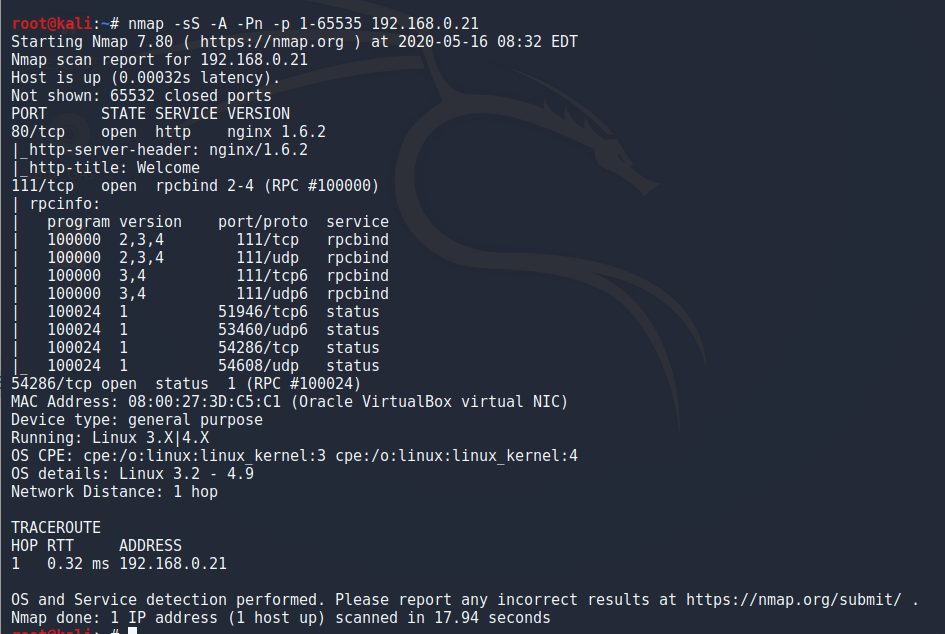 root@kali:~# nmap -sS -A -Pn -p 1-65535 192.168.0.21
Starting Nmap 7.80 ( https://nmap.org ) at 2020-05-16 08:32 EDT
Nmap scan report for 192.168.0.21
Host is up (0.00032s latency).
Not shown: 65532 closed ports
PORT      STATE SERVICE VERSION
80/tcp    open  http    nginx 1.6.2
|_http-server-header: nginx/1.6.2
|_http-title: Welcome
111/tcp   open  rpcbind 2-4 (RPC #100000)
| rpcinfo:
|   program version    port/proto  service
|   100000  2,3,4        111/tcp   rpcbind
|   100000  2,3,4        111/udp   rpcbind
|   100000  3,4          111/tcp6  rpcbind
|   100000  3,4          111/udp6  rpcbind
|   100024  1          51946/tcp6  status
|   100024  1          53460/udp6  status
|   100024  1          54286/tcp   status
|_  100024  1          54608/udp   status
54286/tcp open  status  1 (RPC #100024)
MAC Address: 08:00:27:3D:C5:C1 (Oracle VirtualBox virtual NIC)
Device type: general purpose
Running: Linux 3.X|4.X
OS CPE: cpe:/o:linux:linux_kernel:3 cpe:/o:linux:linux_kernel:4
OS details: Linux 3.2 - 4.9
Network Distance: 1 hop
TRACEROUTE
HOP RTT     ADDRESS
1   0.32 ms 192.168.0.21
OS and Service detection performed. Please report any incorrect results at https://nmap.org/submit/ .
Nmap done: 1 IP address (1 host up) scanned in 17.94 seconds
root@kali:~#